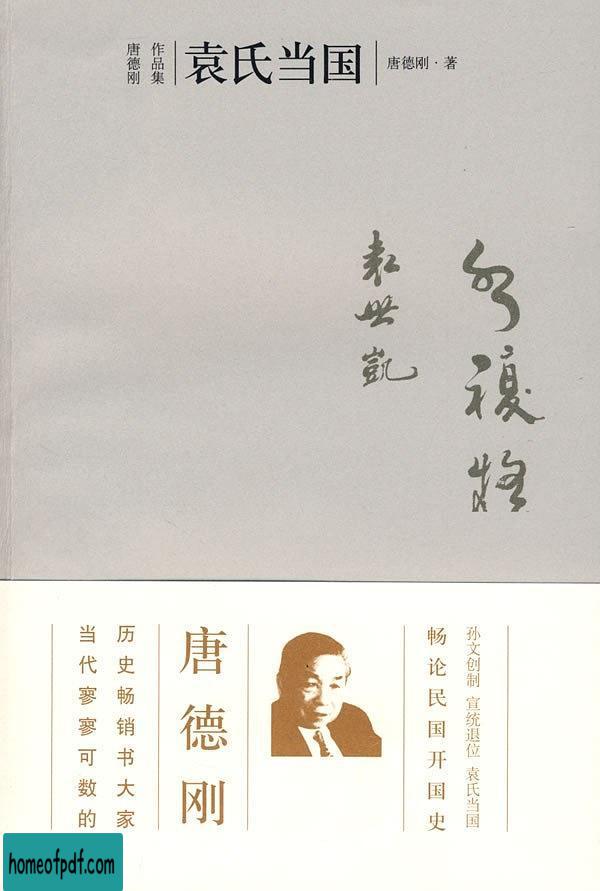 唐德刚
作品集
袁氏当国
唐德刚·著
袁世凱
当代寥寥可数的
历史畅销书大家
唐德刚
畅论民国开国史
孙文创制 宣统退位 袁氏当国
homeofpdf.com